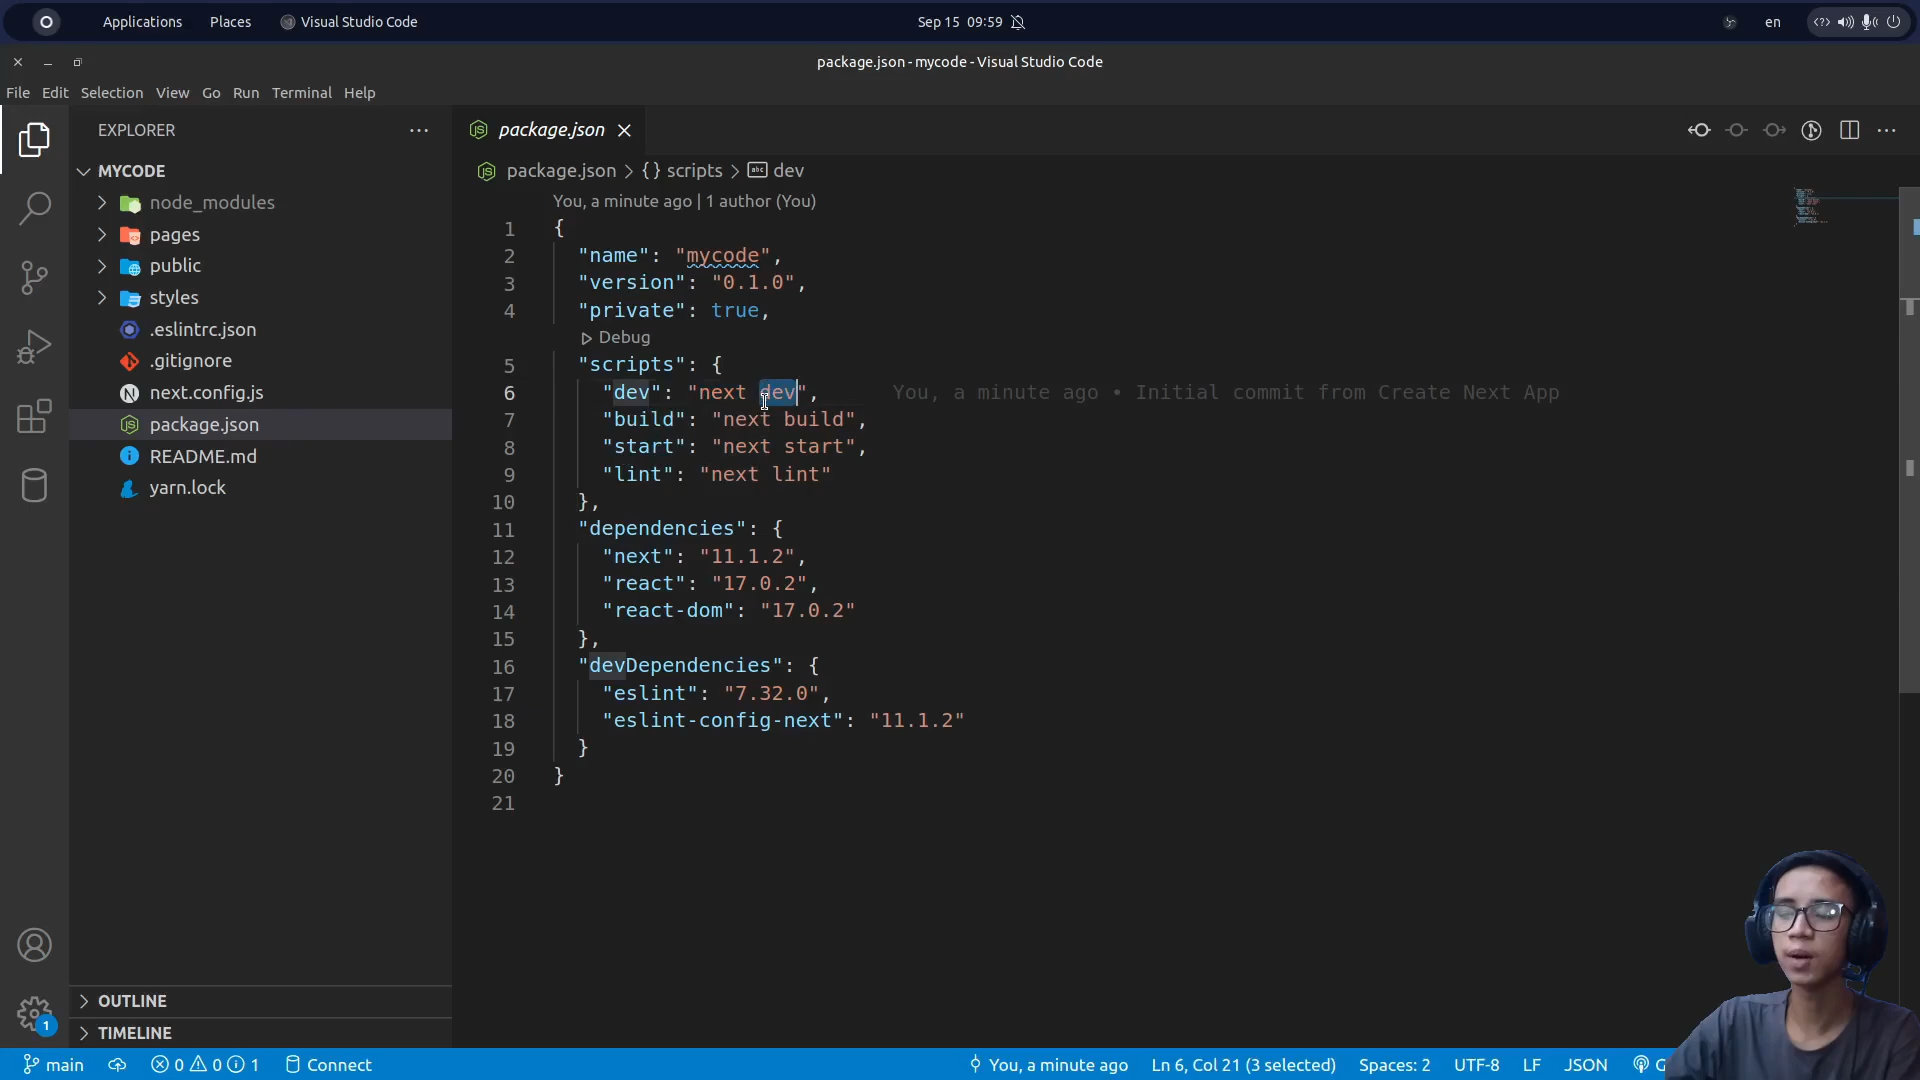 Applications Places Visual Studio Code Sep 15 09:59 en
package.json - mycode - Visual Studio Code
File Edit Selection View Go Run Terminal Help
EXPLORER
MYCODE
node_modules
pages
public
styles
.eslintrc.json
.gitignore
next.config.js
package.json
README.md
yarn.lock
OUTLINE
TIMELINE
package.json
package.json > {} scripts > abc dev
You, a minute ago | 1 author (You)
1 {
2 "name": "mycode",
3 "version": "0.1.0",
4 "private": true,
Debug
5 "scripts": {
6 "dev": "next dev", You, a minute ago • Initial commit from Create Next App
7 "build": "next build",
8 "start": "next start",
9 "lint": "next lint"
10 },
11 "dependencies": {
12 "next": "11.1.2",
13 "react": "17.0.2",
14 "react-dom": "17.0.2"
15 },
16 "devDependencies": {
17 "eslint": "7.32.0",
18 "eslint-config-next": "11.1.2"
19 }
20 }
21
1
main 0 0 1 Connect You, a minute ago Ln 6, Col 21 (3 selected) Spaces: 2 UTF-8 LF JSON